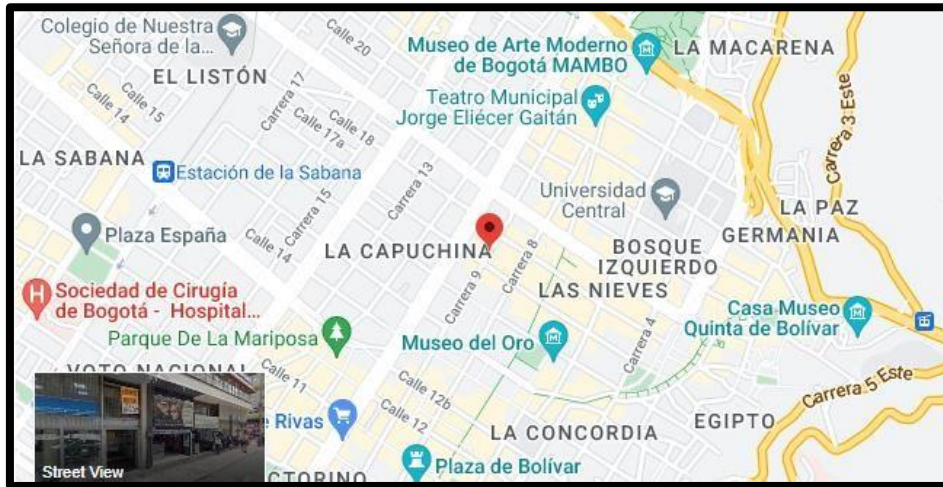 Colegio de Nuestra
Señora de la...
EL LISTÓN
Calle 20
Museo de Arte Moderno
de Bogotá MAMBO
LA MACARENA
Calle 14
Calle 15
Carrera 17
Calle 17a
Calle 18
Teatro Municipal
Jorge Eliécer Gaitán
Carrera 3 Este
LA SABANA
Estación de la Sabana
Carrera 13
Carrera 15
Universidad
Central
LA PAZ
Plaza España
Calle 14
LA CAPUCHINA
Carrera 9
Carrera 8
BOSQUE
IZQUIERDO
GERMANIA
LAS NIEVES
Sociedad de Cirugía
de Bogotá - Hospital...
Casa Museo
Quinta de Bolívar
Parque De La Mariposa
Museo del Oro
Carrera 4
VOTO NACIONAL
Calle 11
Calle 12b
Calle 12
Carrera 5 Este
e Rivas
LA CONCORDIA
EGIPTO
Street View
CTORINO
Plaza de Bolívar